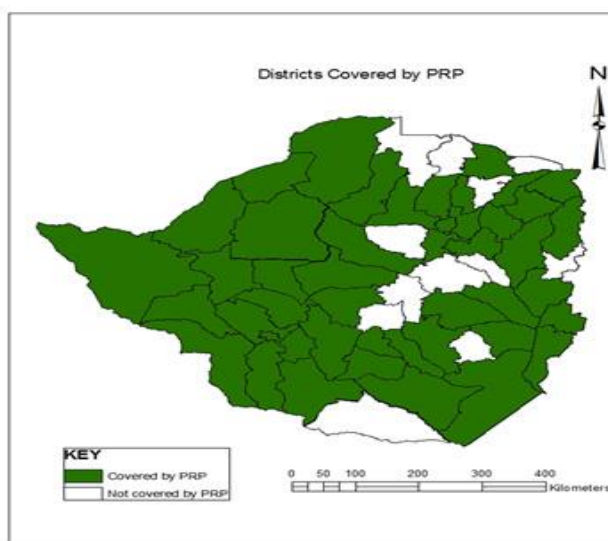 Districts Covered by PRP
N
KEY
Covered by PRP
Not covered by PRP
0 50 100 200 300 400
Kilometers